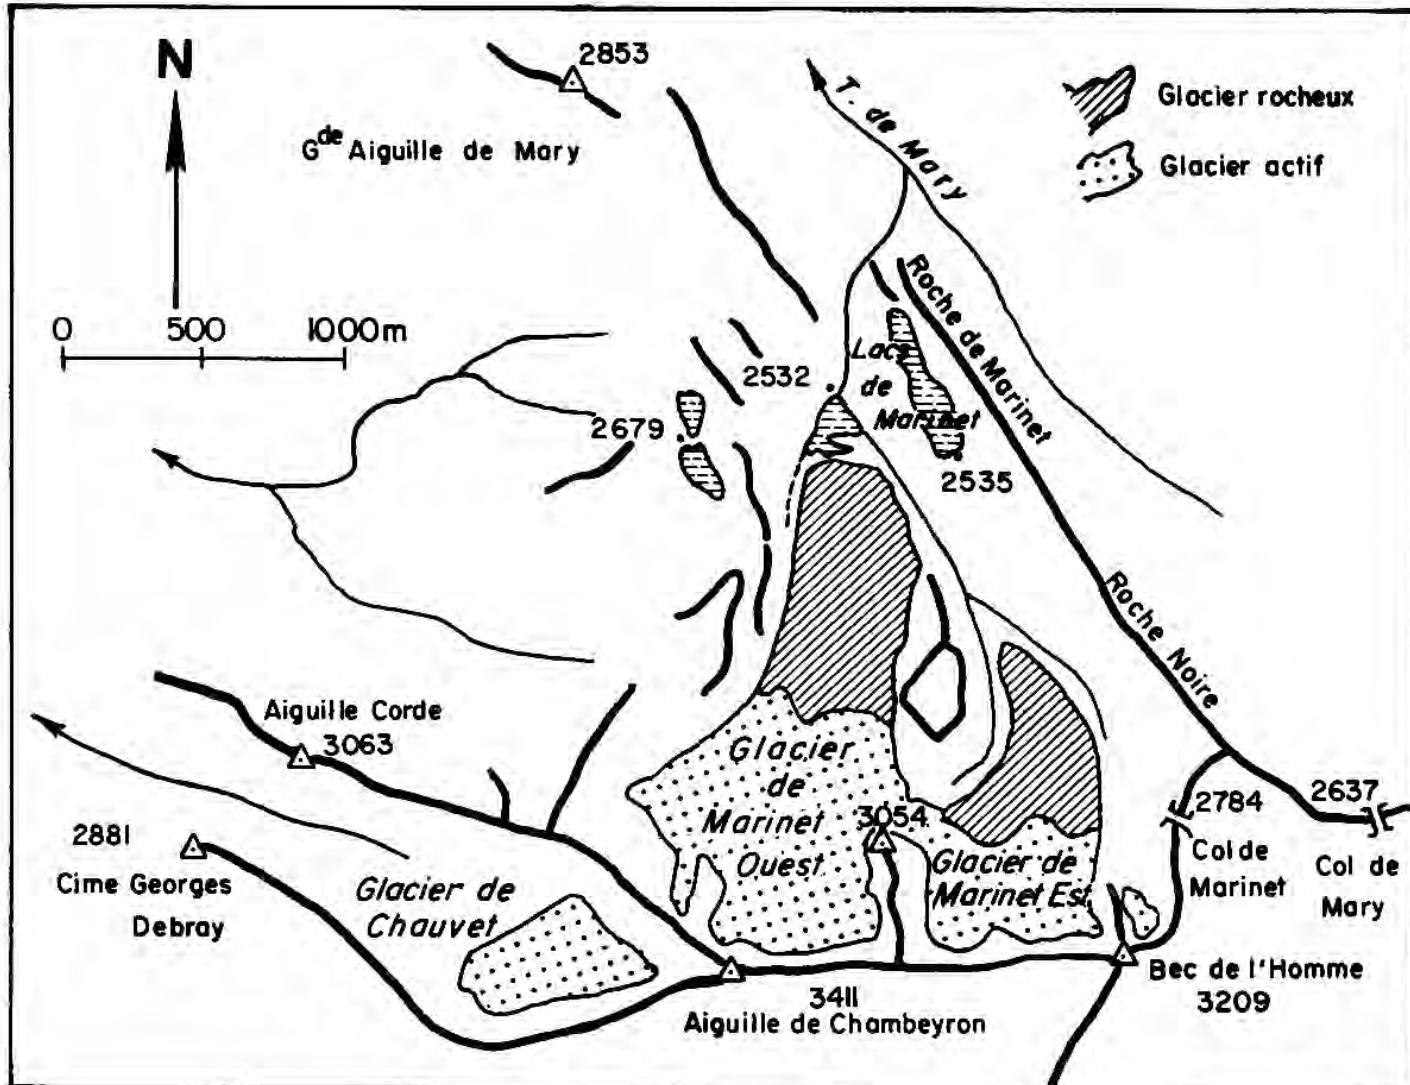 N
2853
Gde Aiguille de Mary
T. de Mary
Glacier rocheux
Glacier actif
0 500 1000m
Roche de Marinet
2532
Lacs
de
Marinet
2679
2535
Roche Noire
Aiguille Corde
3063
Glacier
de
Marinet
Ouest
3054
2784
2637
2881
Cime Georges
Debray
Glacier de
Chauvet
Glacier de
Marinet Est
Col de
Marinet
Col de
Mary
Bec de l'Homme
3209
3411
Aiguille de Chambeyron